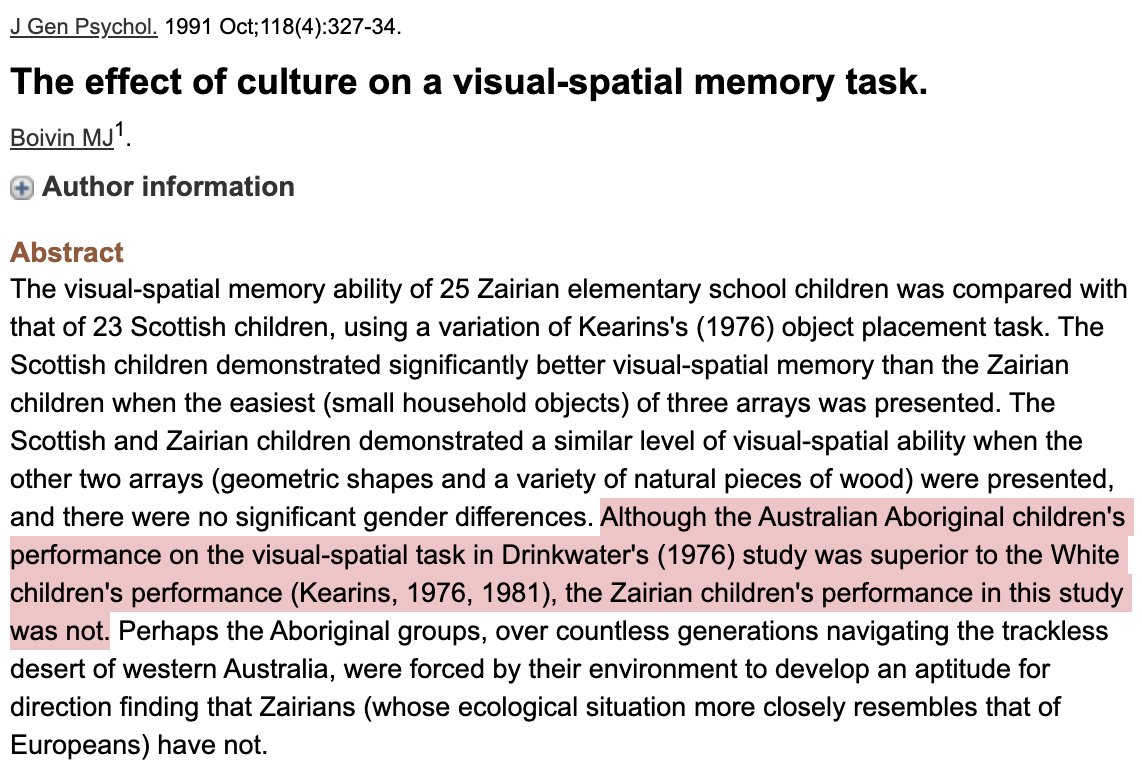 J Gen Psychol. 1991 Oct;118(4):327-34.
The effect of culture on a visual-spatial memory task.
Boivin MJ1.
Author information
Abstract
The visual-spatial memory ability of 25 Zairian elementary school children was compared with
that of 23 Scottish children, using a variation of Kearins's (1976) object placement task. The
Scottish children demonstrated significantly better visual-spatial memory than the Zairian
children when the easiest (small household objects) of three arrays was presented. The
Scottish and Zairian children demonstrated a similar level of visual-spatial ability when the
other two arrays (geometric shapes and a variety of natural pieces of wood) were presented,
and there were no significant gender differences. Although the Australian Aboriginal children's
performance on the visual-spatial task in Drinkwater's (1976) study was superior to the White
children's performance (Kearins, 1976, 1981), the Zairian children's performance in this study
was not. Perhaps the Aboriginal groups, over countless generations navigating the trackless
desert of western Australia, were forced by their environment to develop an aptitude for
direction finding that Zairians (whose ecological situation more closely resembles that of
Europeans) have not.